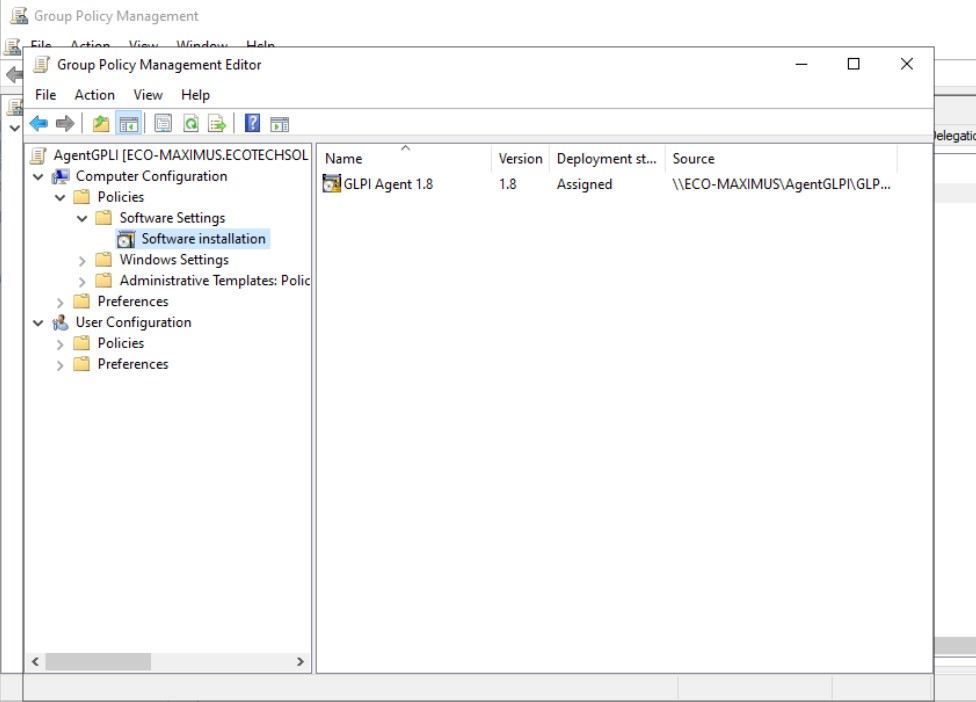 Group Policy Management
File Action View Window Help
Group Policy Management Editor
File Action View Help
AgentGPLI [ECO-MAXIMUS.ECOTECHSOL
Computer Configuration
Policies
Software Settings
Software installation
Windows Settings
Administrative Templates: Polic
Preferences
User Configuration
Policies
Preferences
Name Version Deployment st... Source
GLPI Agent 1.8 1.8 Assigned \\ECO-MAXIMUS\AgentGLPI\GLP...